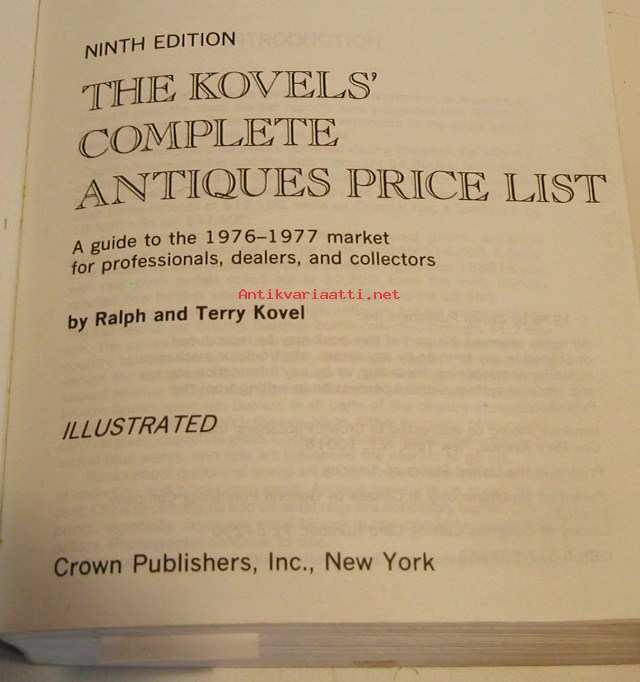 NINTH EDITION
THE KOVELS'
COMPLETE
ANTIQUES PRICE LIST
A guide to the 1976–1977 market
for professionals, dealers, and collectors
Antikvariaatti.net
by Ralph and Terry Kovel
ILLUSTRATED
Crown Publishers, Inc., New York